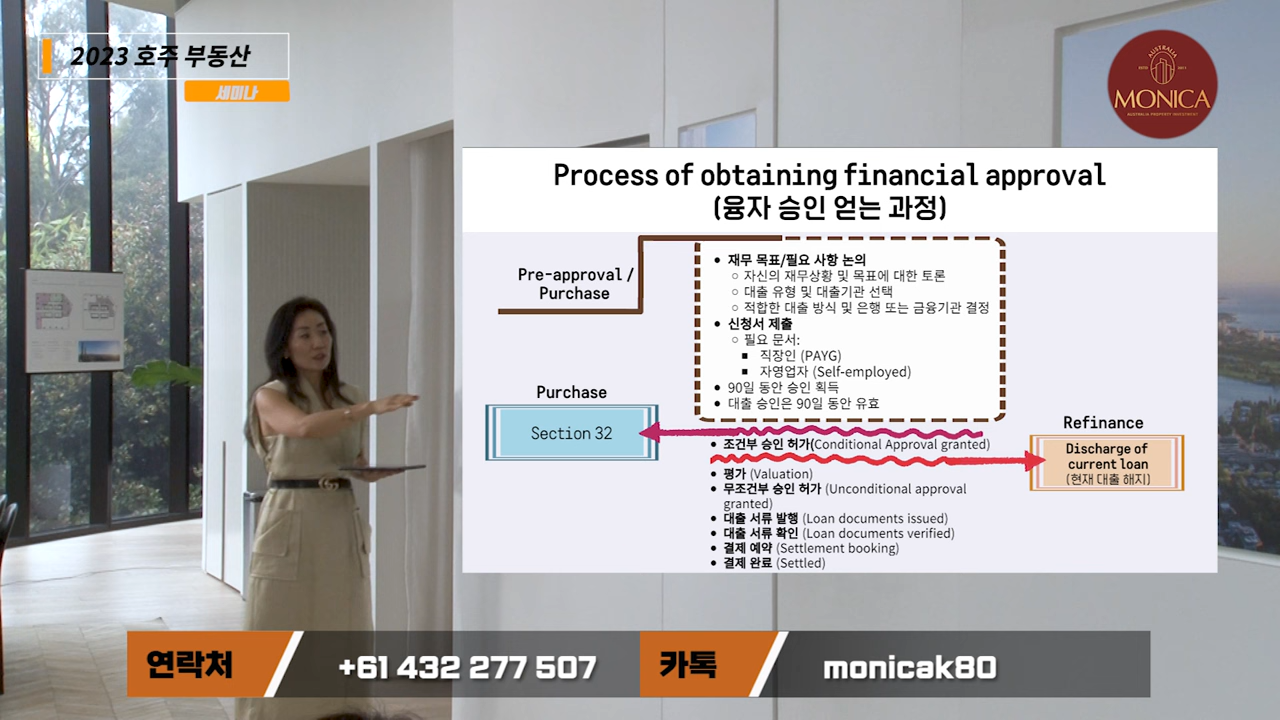 2023 호주 부동산
세미나
AUSTRALIA
MONICA
AUSTRALIA PROPERTY INVESTMENT
Process of obtaining financial approval
(융자 승인 얻는 과정)
Pre-approval /
Purchase
• 재무 목표/필요 사항 논의
○ 자신의 재무상황 및 목표에 대한 토론
○ 대출 유형 및 대출기관 선택
○ 적합한 대출 방식 및 은행 또는 금융기관 결정
• 신청서 제출
○ 필요 문서:
▪ 직장인 (PAYG)
▪ 자영업자 (Self-employed)
• 90일 동안 승인 획득
• 대출 승인은 90일 동안 유효
Purchase
Section 32
• 조건부 승인 허가(Conditional Approval granted)
• 평가 (Valuation)
• 무조건부 승인 허가 (Unconditional approval
granted)
• 대출 서류 발행 (Loan documents issued)
• 대출 서류 확인 (Loan documents verified)
• 결제 예약 (Settlement booking)
• 결제 완료 (Settled)
Refinance
Discharge of
current loan
(현재 대출 해지)
연락처
+61 432 277 507
카톡
monicak80